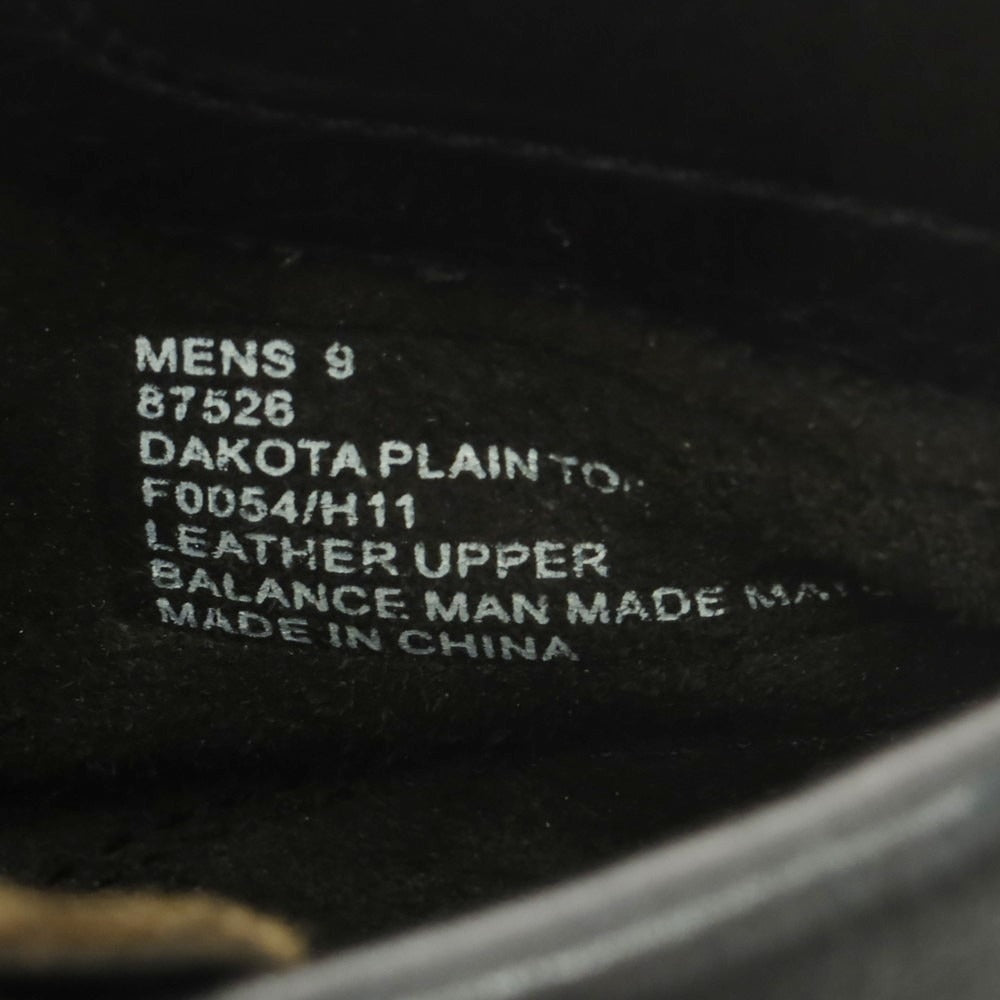 MENS 9
87526
DAKOTA PLAIN
F0054/H11
LEATHER UPPER
BALANCE MAN MADE
MADE IN CHINA